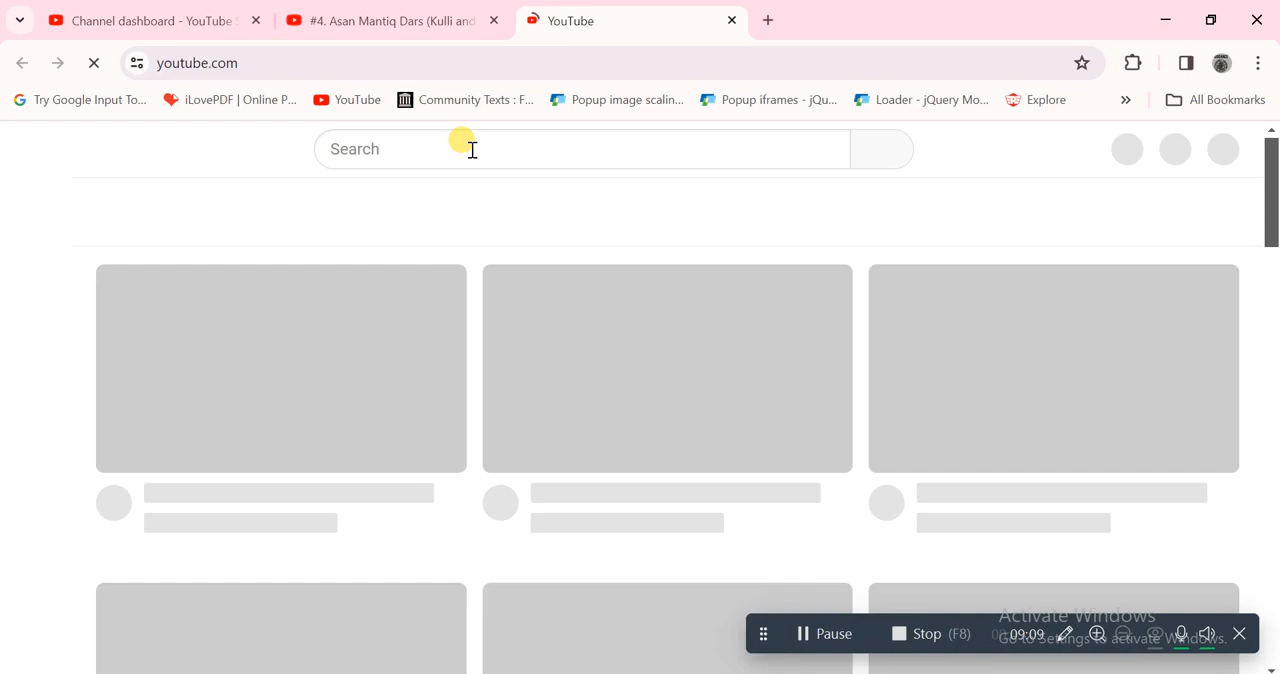 Channel dashboard - YouTube S
#4. Asan Mantiq Dars (Kulli and
YouTube
youtube.com
Try Google Input To...
iLovePDF | Online P...
YouTube
Community Texts : F...
Popup image scalin...
Popup iframes - jQu...
Loader - jQuery Mo...
Explore
»
All Bookmarks
Search
Activate Windows
Go to Settings to activate Windows.
Pause
Stop (F8)
00:09:09